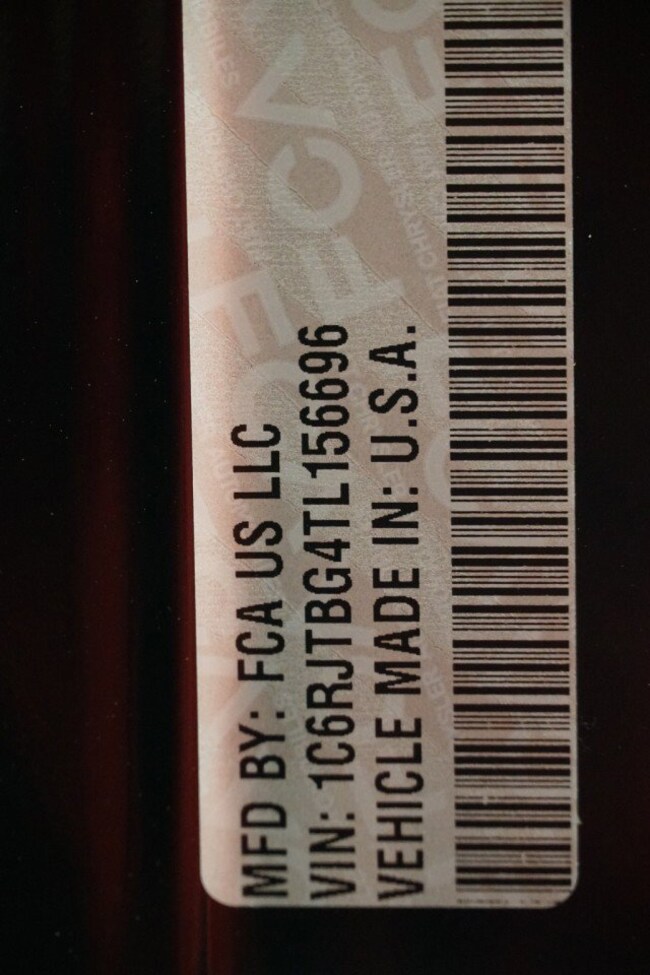 MFD BY: FCA US LLC
VIN: 1C6RJTBG4TL156696
VEHICLE MADE IN: U.S.A.